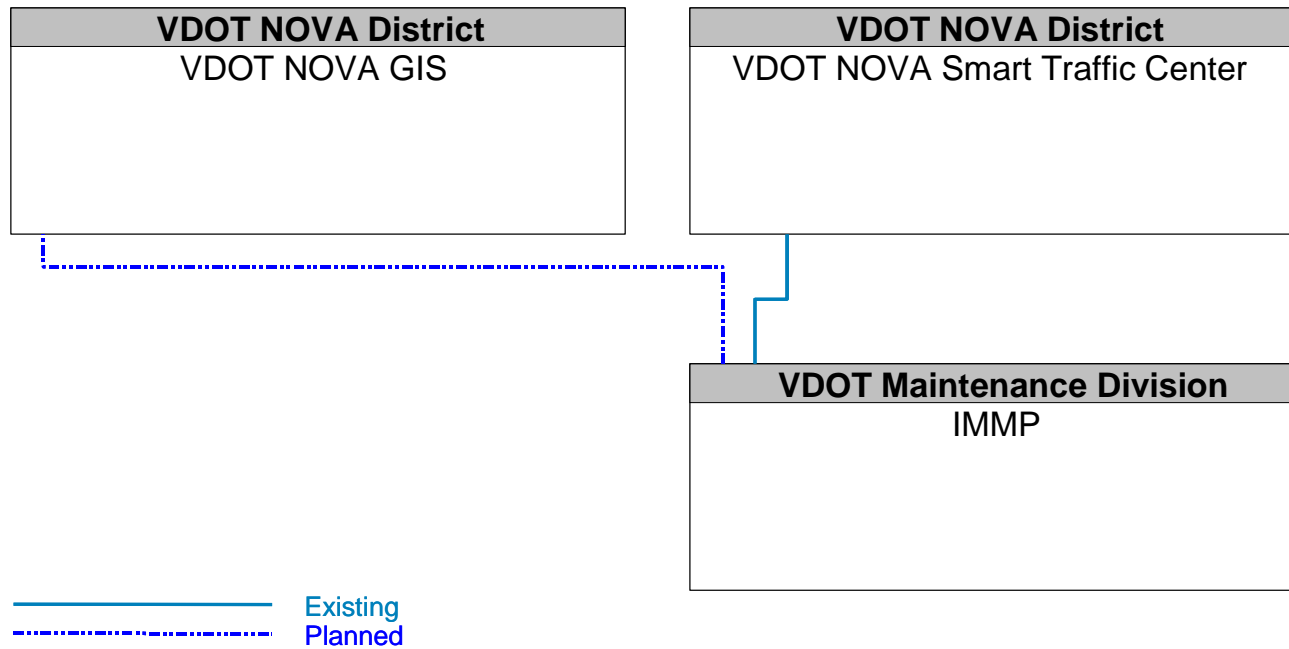 VDOT NOVA District
VDOT NOVA GIS
VDOT NOVA District
VDOT NOVA Smart Traffic Center
VDOT Maintenance Division
IMMP
Existing
Planned